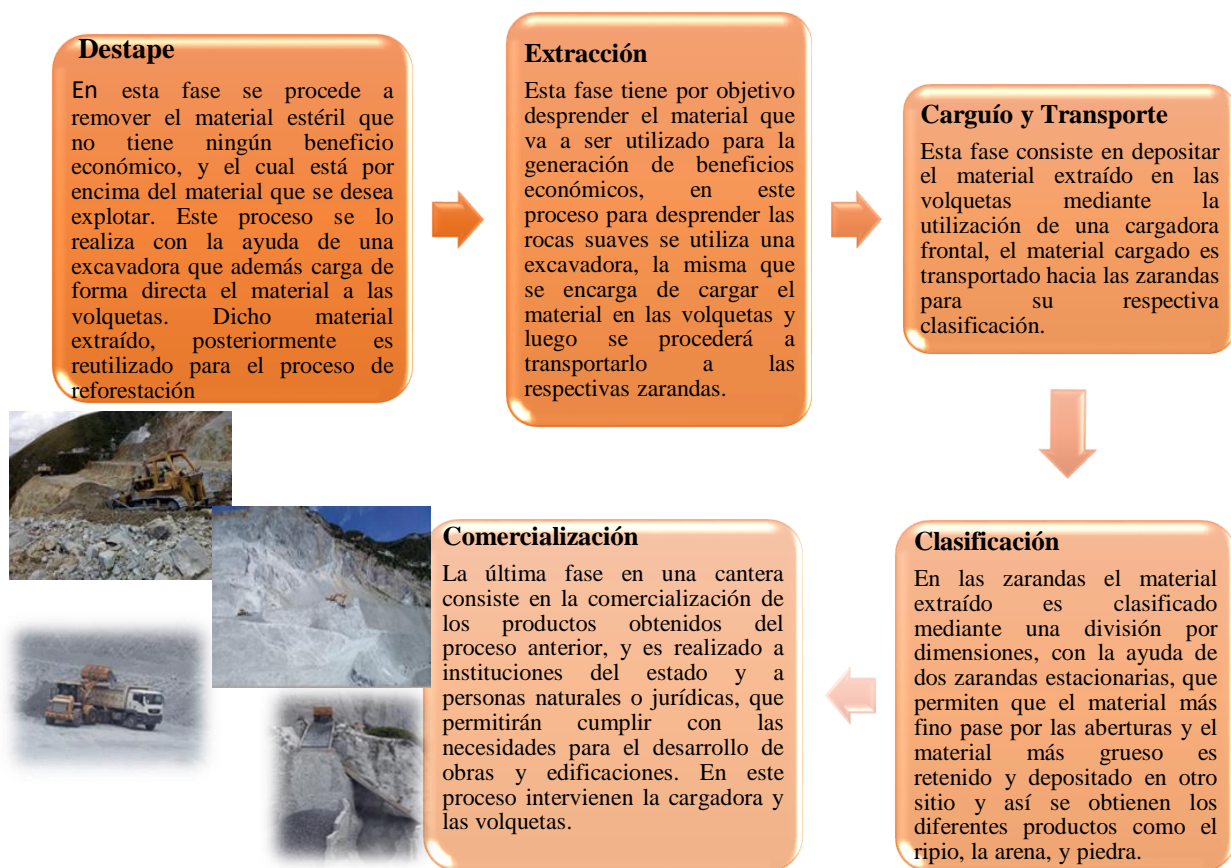 Destape
En esta fase se procede a
remover el material estéril que
no tiene ningún beneficio
económico, y el cual está por
encima del material que se desea
explotar. Este proceso se lo
realiza con la ayuda de una
excavadora que además carga de
forma directa el material a las
volquetas. Dicho material
extraído, posteriormente es
reutilizado para el proceso de
reforestación
Extracción
Esta fase tiene por objetivo
desprender el material que
va a ser utilizado para la
generación de beneficios
económicos, en este
proceso para desprender las
rocas suaves se utiliza una
excavadora, la misma que
se encarga de cargar el
material en las volquetas y
luego se procederá a
transportarlo a las
respectivas zarandas.
Carguío y Transporte
Esta fase consiste en depositar
el material extraído en las
volquetas mediante la
utilización de una cargadora
frontal, el material cargado es
transportado hacia las zarandas
para su respectiva
clasificación.
Clasificación
En las zarandas el material
extraído es clasificado
mediante una división por
dimensiones, con la ayuda de
dos zarandas estacionarias, que
permiten que el material más
fino pase por las aberturas y el
material más grueso es
retenido y depositado en otro
sitio y así se obtienen los
diferentes productos como el
ripio, la arena, y piedra.
Comercialización
La última fase en una cantera
consiste en la comercialización de
los productos obtenidos del
proceso anterior, y es realizado a
instituciones del estado y a
personas naturales o jurídicas, que
permitirán cumplir con las
necesidades para el desarrollo de
obras y edificaciones. En este
proceso intervienen la cargadora y
las volquetas.